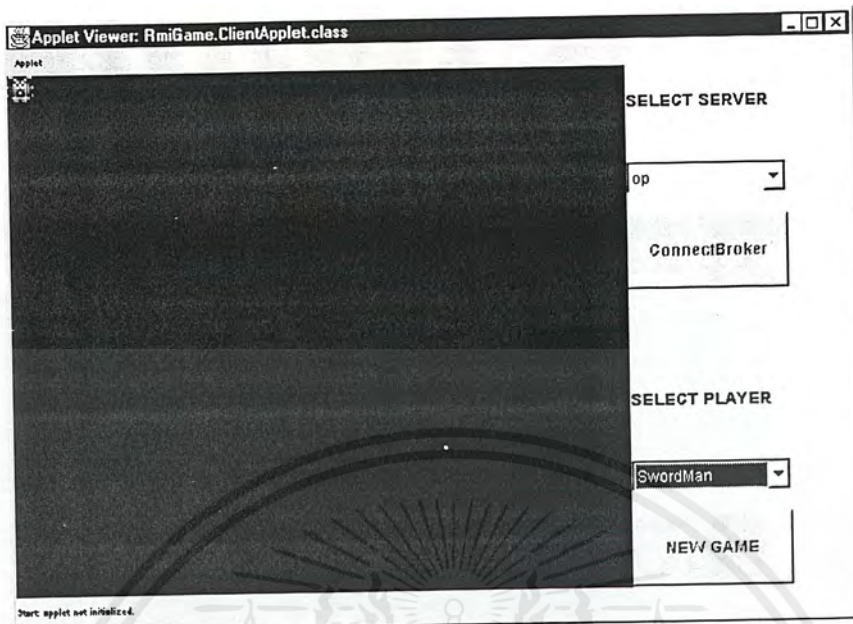 Applet Viewer: RmiGame.ClientApplet.class
Applet
SELECT SERVER
op
ConnectBroker
SELECT PLAYER
SwordMan
NEW GAME
Start: applet not initialized.